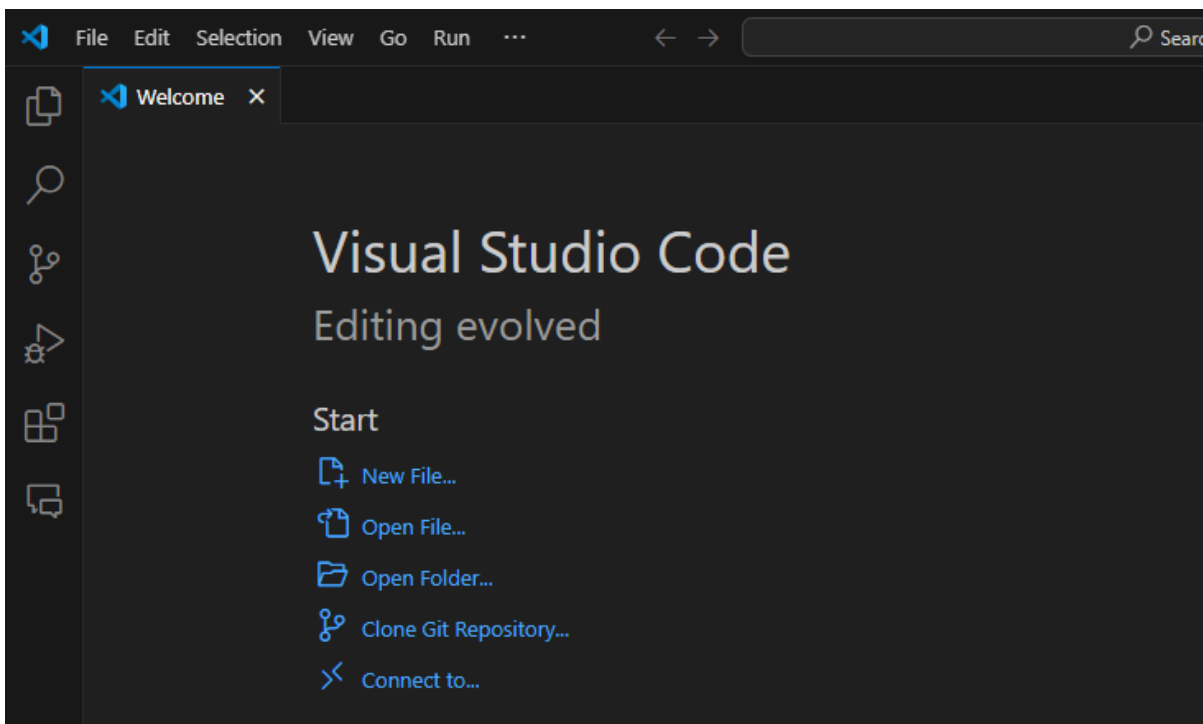 File Edit Selection View Go Run ···
Welcome
Visual Studio Code
Editing evolved
Start
New File...
Open File...
Open Folder...
Clone Git Repository...
Connect to...